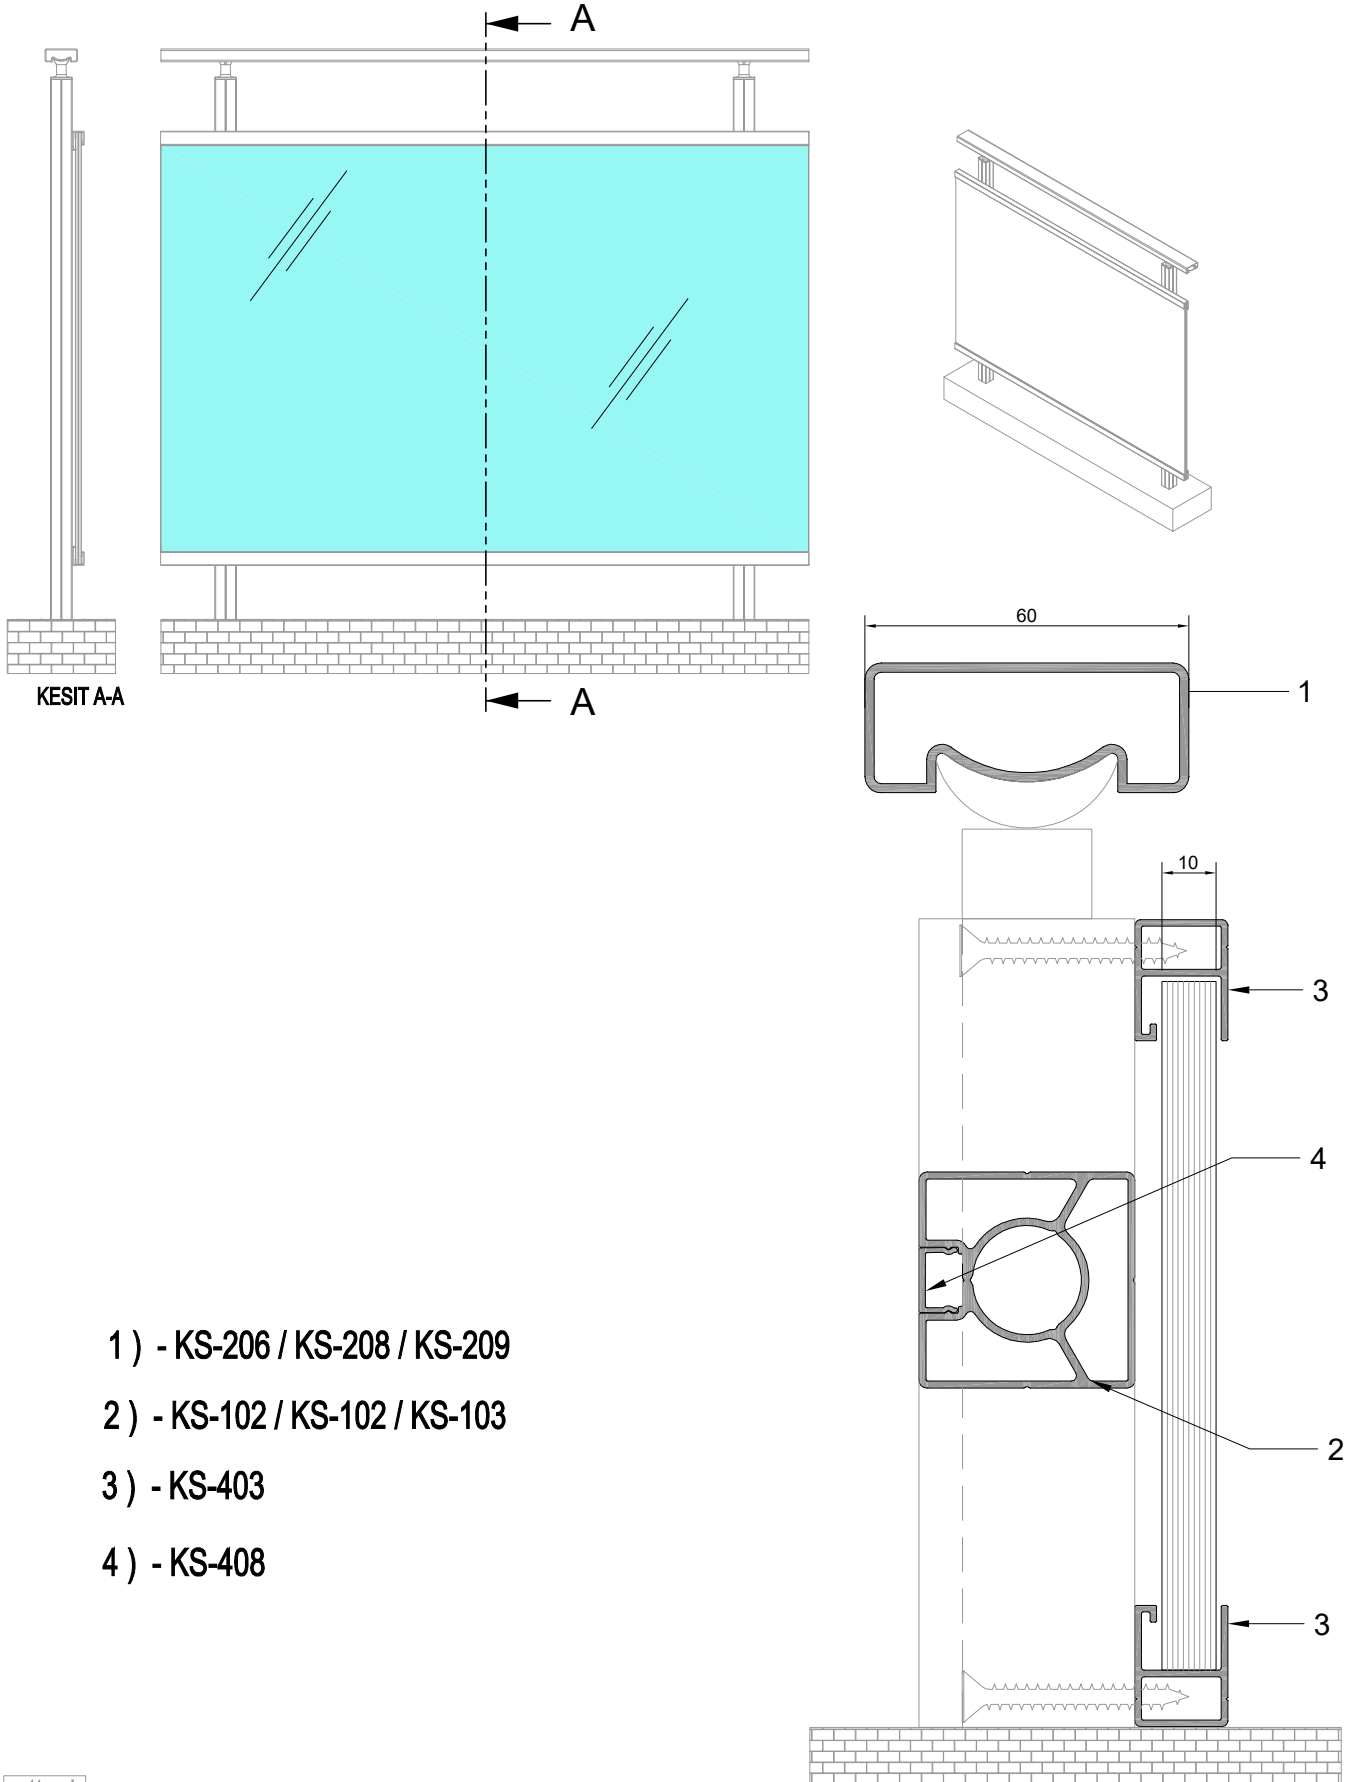 A
KESIT A-A
A
60
1
10
3
4
2
3
1 ) - KS-206 / KS-208 / KS-209
2 ) - KS-102 / KS-102 / KS-103
3 ) - KS-403
4 ) - KS-408